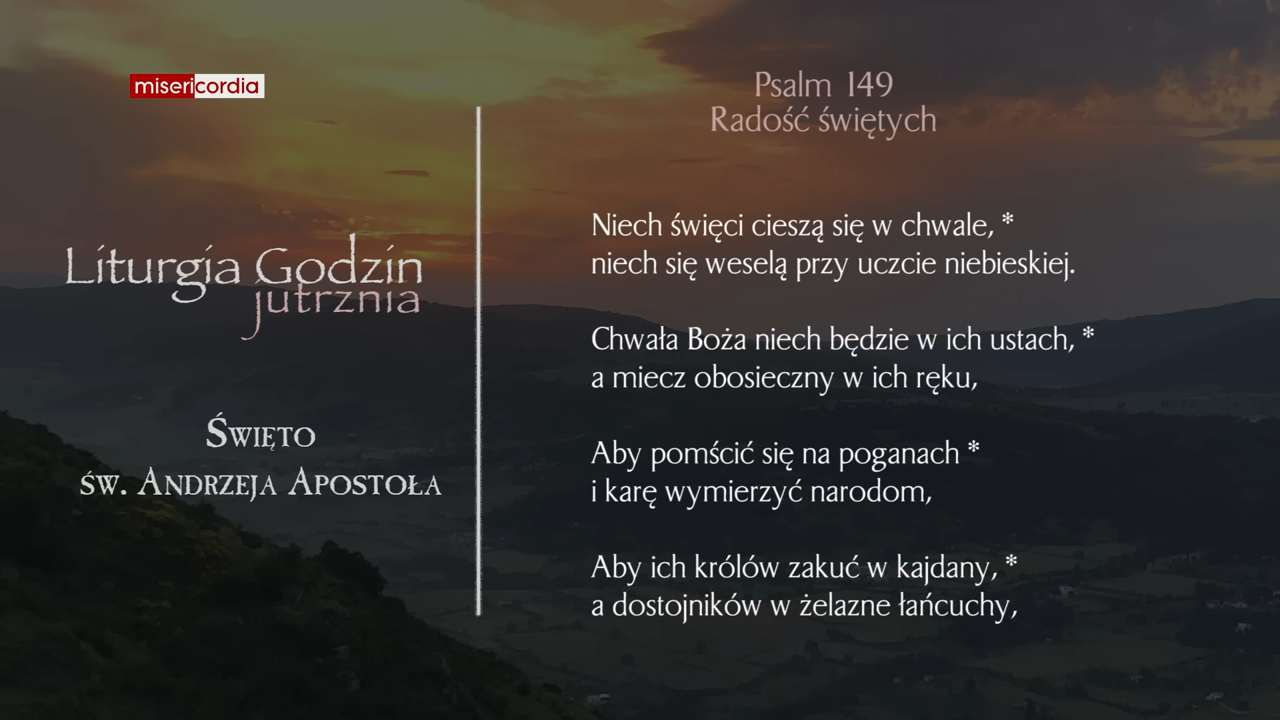 misericordia
Liturgia Godzin
jutrznia
Święto
św. Andrzeja Apostoła
Psalm 149
Radość świętych
Niech święci cieszą się w chwale, *
niech się weselą przy uczcie niebieskiej.
Chwała Boża niech będzie w ich ustach, *
a miecz obosieczny w ich ręku,
Aby pomścić się na poganach *
i karę wymierzyć narodom,
Aby ich królów zakuć w kajdany, *
a dostojników w żelazne łańcuchy,